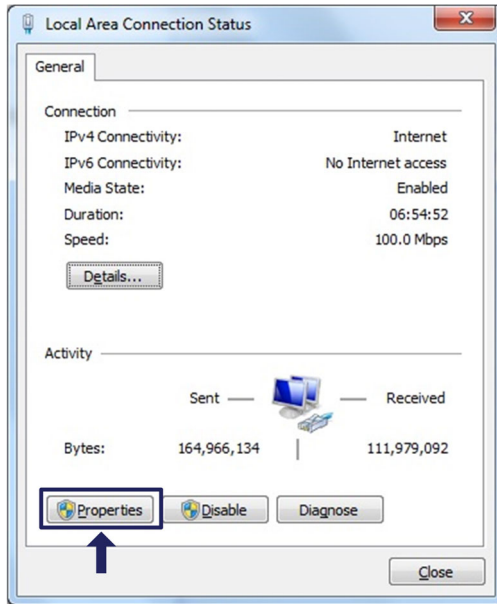 Local Area Connection Status
General
Connection
IPv4 Connectivity: Internet
IPv6 Connectivity: No Internet access
Media State: Enabled
Duration: 06:54:52
Speed: 100.0 Mbps
Details...
Activity
Sent Received
Bytes: 164,966,134 111,979,092
Properties Disable Diagnose
Close